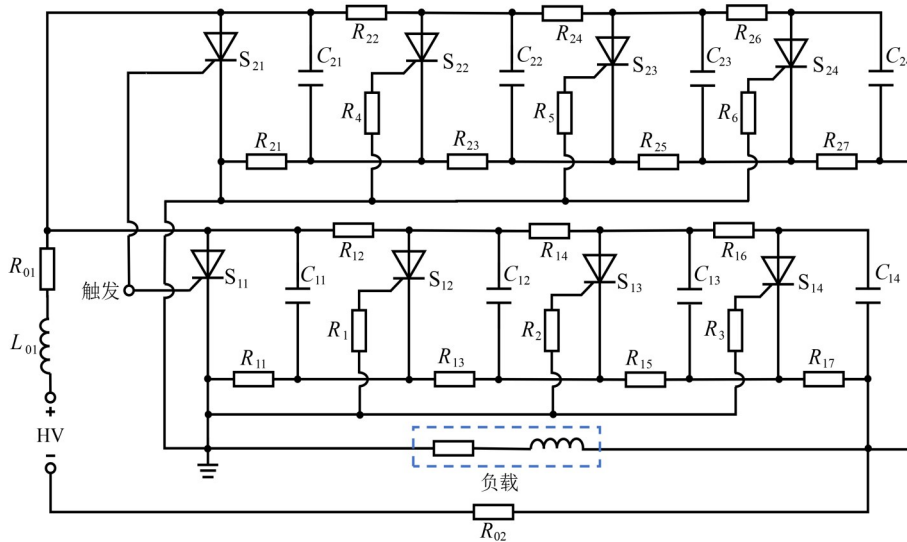 R22
R24
R26
S21
C21
S22
C22
S23
C23
S24
C24
R4
R5
R6
R21
R23
R25
R27
R12
R14
R16
R01
S11
C11
S12
C12
S13
C13
S14
C14
触发
R1
R2
R3
L01
R11
R13
R15
R17
+
HV
−
负载
R02